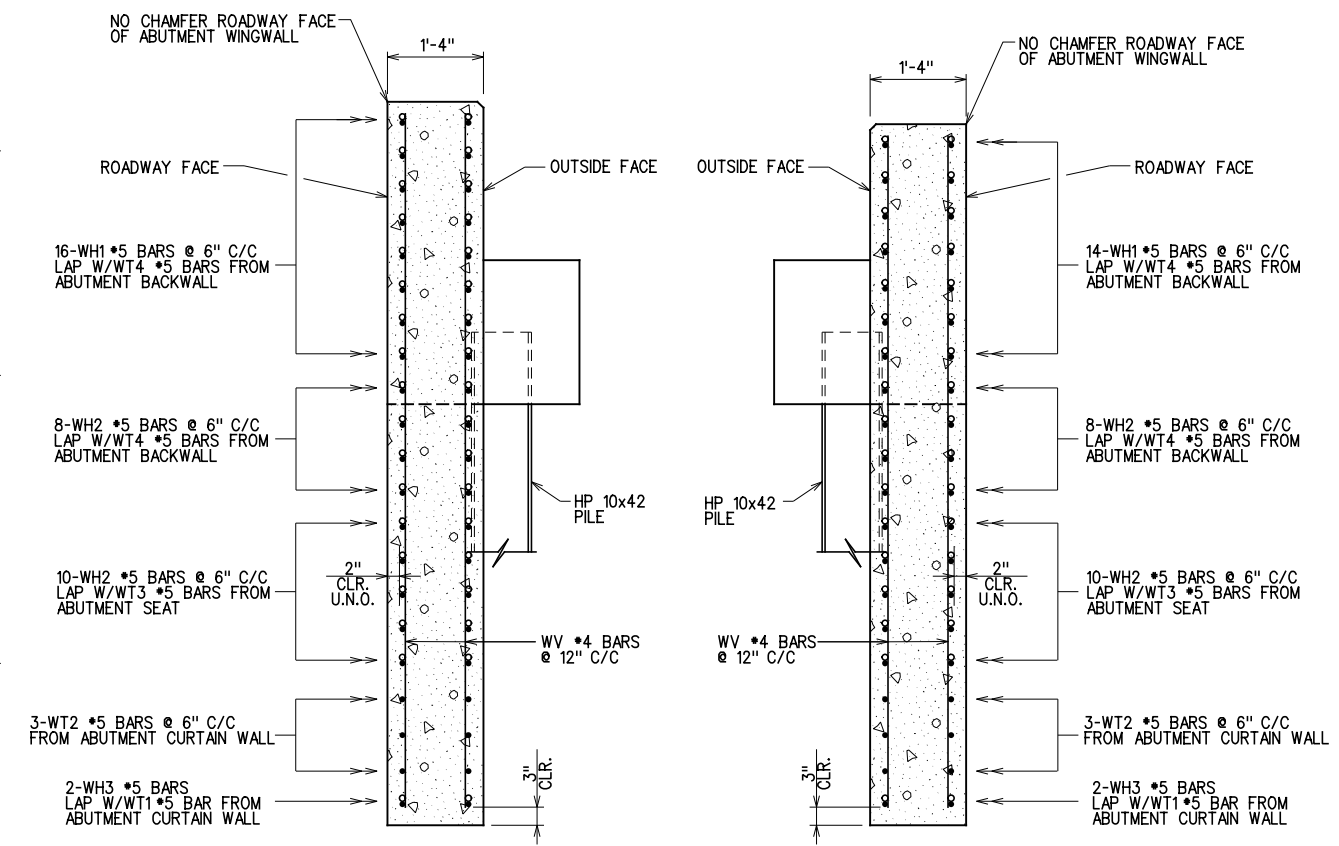 NO CHAMFER ROADWAY FACE
OF ABUTMENT WINGWALL
1'-4"
ROADWAY FACE
OUTSIDE FACE
16-WH1 #5 BARS @ 6" C/C
LAP W/WT4 #5 BARS FROM
ABUTMENT BACKWALL
8-WH2 #5 BARS @ 6" C/C
LAP W/WT4 #5 BARS FROM
ABUTMENT BACKWALL
HP 10x42
PILE
10-WH2 #5 BARS @ 6" C/C
LAP W/WT3 #5 BARS FROM
ABUTMENT SEAT
2"
CLR.
U.N.O.
WV #4 BARS
@ 12" C/C
3-WT2 #5 BARS @ 6" C/C
FROM ABUTMENT CURTAIN WALL
2-WH3 #5 BARS
LAP W/WT1 #5 BAR FROM
ABUTMENT CURTAIN WALL
3"
CLR.
NO CHAMFER ROADWAY FACE
OF ABUTMENT WINGWALL
1'-4"
OUTSIDE FACE
ROADWAY FACE
14-WH1 #5 BARS @ 6" C/C
LAP W/WT4 #5 BARS FROM
ABUTMENT BACKWALL
8-WH2 #5 BARS @ 6" C/C
LAP W/WT4 #5 BARS FROM
ABUTMENT BACKWALL
HP 10x42
PILE
2"
CLR.
U.N.O.
10-WH2 #5 BARS @ 6" C/C
LAP W/WT3 #5 BARS FROM
ABUTMENT SEAT
WV #4 BARS
@ 12" C/C
3-WT2 #5 BARS @ 6" C/C
FROM ABUTMENT CURTAIN WALL
3"
CLR.
2-WH3 #5 BARS
LAP W/WT1 #5 BAR FROM
ABUTMENT CURTAIN WALL